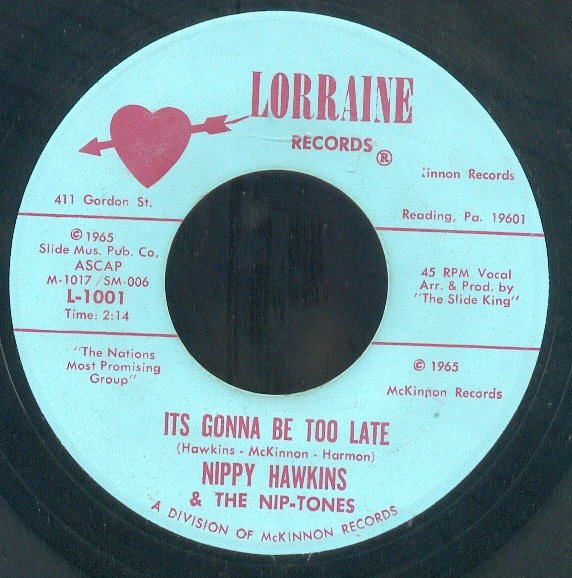 LORRAINE
RECORDS ®
411 Gordon St.
Kinnon Records
Reading, Pa. 19601
© 1965
Slide Mus. Pub. Co.
ASCAP
M-1017/SM-006
L-1001
Time: 2:14
45 RPM Vocal
Arr. & Prod. by
"The Slide King"
"The Nations
Most Promising
Group"
© 1965
McKinnon Records
ITS GONNA BE TOO LATE
(Hawkins - McKinnon - Harmon)
NIPPY HAWKINS
& THE NIP-TONES
A DIVISION OF McKINNON RECORDS